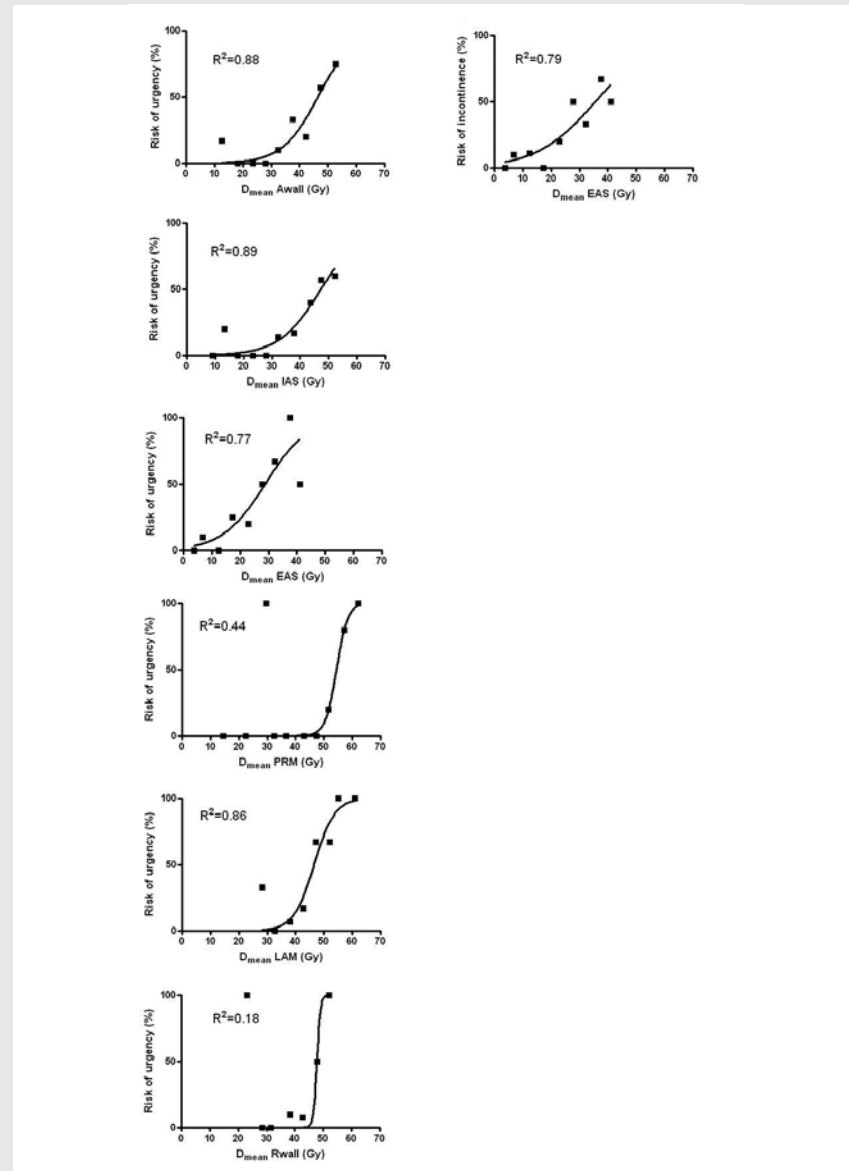 100
50
0
Risk of urgency (%)
R²=0.88
0 10 20 30 40 50 60 70
Dmean Awall (Gy)
100
50
0
Risk of incontinence (%)
R²=0.79
0 10 20 30 40 50 60 70
Dmean EAS (Gy)
100
50
0
Risk of urgency (%)
R²=0.89
0 10 20 30 40 50 60 70
Dmean IAS (Gy)
100
50
0
Risk of urgency (%)
R²=0.77
0 10 20 30 40 50 60 70
Dmean EAS (Gy)
100
50
0
Risk of urgency (%)
R²=0.44
0 10 20 30 40 50 60 70
Dmean PRM (Gy)
100
50
0
Risk of urgency (%)
R²=0.86
0 10 20 30 40 50 60 70
Dmean LAM (Gy)
100
50
0
Risk of urgency (%)
R²=0.18
0 10 20 30 40 50 60 70
Dmean Rwall (Gy)